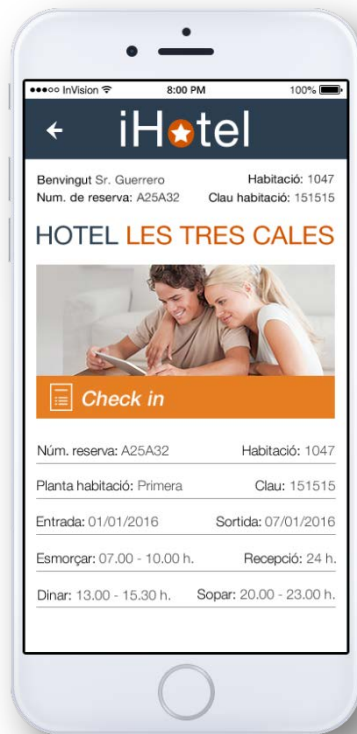 InVision 8:00 PM 100%
iHotel
Benvingut Sr. Guerrero Habitació: 1047
Num. de reserva: A25A32 Clau habitació: 151515
HOTEL LES TRES CALES
Check in
Núm. reserva: A25A32 Habitació: 1047
Planta habitació: Primera Clau: 151515
Entrada: 01/01/2016 Sortida: 07/01/2016
Esmorçar: 07.00 - 10.00 h. Recepció: 24 h.
Dinar: 13.00 - 15.30 h. Sopar: 20.00 - 23.00 h.